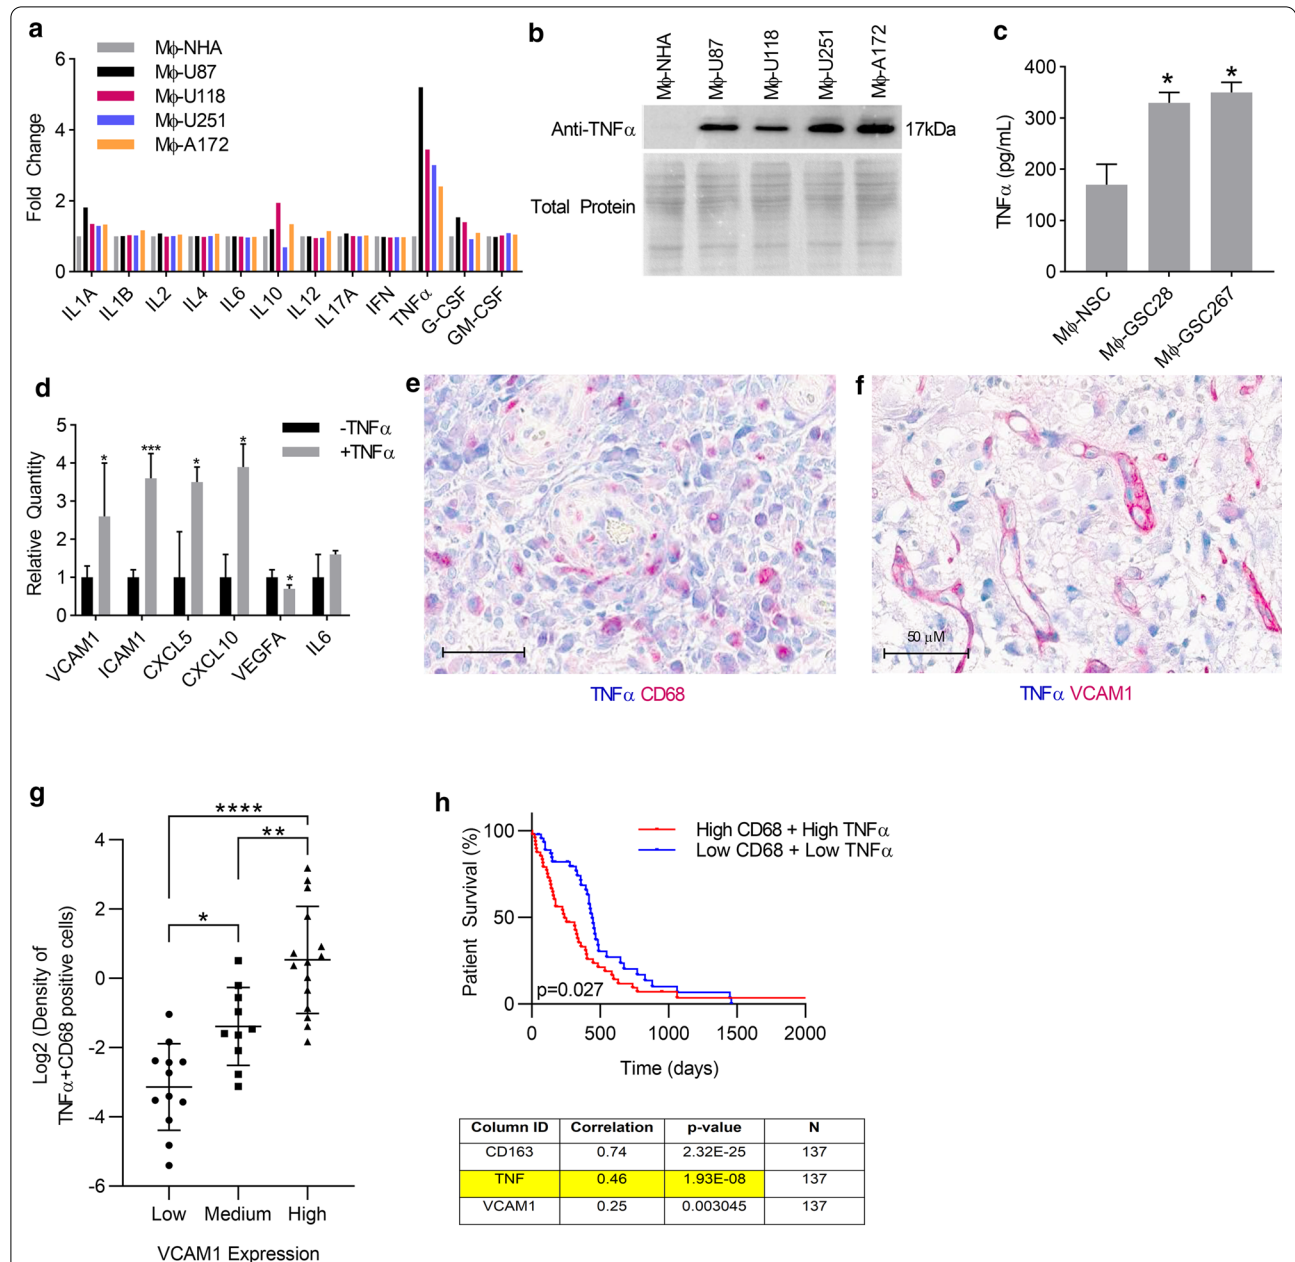 a
Mϕ-NHA
Mϕ-U87
Mϕ-U118
Mϕ-U251
Mϕ-A172
Fold Change
6
4
2
0
IL1A
IL1B
IL2
IL4
IL6
IL10
IL12
IL17A
IFN
TNFα
G-CSF
GM-CSF
b
Mϕ-NHA
Mϕ-U87
Mϕ-U118
Mϕ-U251
Mϕ-A172
Anti-TNFα
17kDa
Total Protein
c
TNFα (pg/mL)
400
300
200
100
0
*
*
Mϕ-NSC
Mϕ-GSC28
Mϕ-GSC267
d
-TNFα
+TNFα
Relative Quantity
5
4
3
2
1
0
*
***
*
*
*
VCAM1
ICAM1
CXCL5
CXCL10
VEGFA
IL6
e
TNFα CD68
f
50 µM
TNFα VCAM1
g
****
**
*
Log2 (Density of
TNFα+CD68 positive cells)
4
2
0
-2
-4
-6
Low Medium High
VCAM1 Expression
h
High CD68 + High TNFα
Low CD68 + Low TNFα
Patient Survival (%)
100
50
0
p=0.027
0 500 1000 1500 2000
Time (days)
Column ID Correlation p-value N
CD163 0.74 2.32E-25 137
TNF 0.46 1.93E-08 137
VCAM1 0.25 0.003045 137